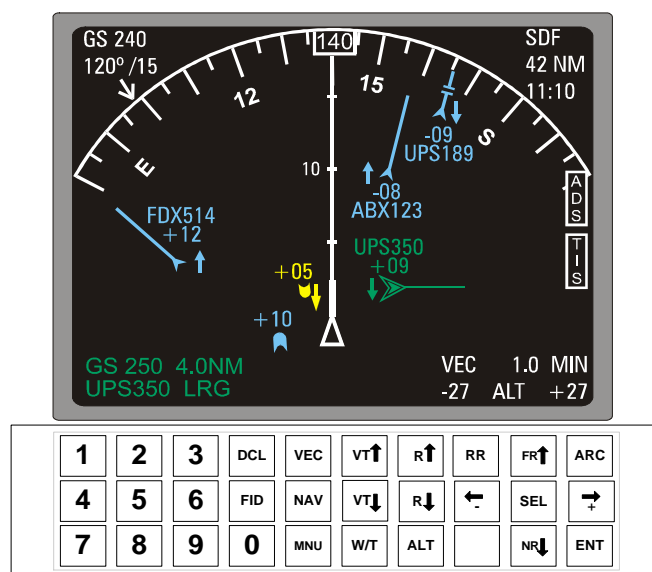 GS 240
140
SDF
120º /15
42 NM
11:10
12
15
E
S
10
-09
UPS189
-08
ABX123
ADS
FDX514
+12
UPS350
+09
TIS
+05
+10
GS 250 4.0NM
VEC 1.0 MIN
UPS350 LRG
-27 ALT +27
1 2 3 DCL VEC VT R RR FR ARC
4 5 6 FID NAV VT R - SEL +
7 8 9 0 MNU W/T ALT NR ENT